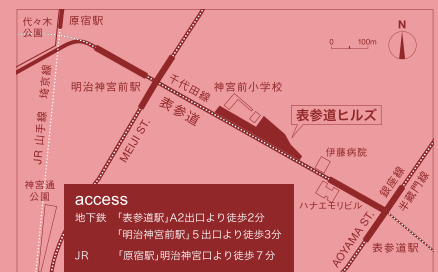 代々木
公園
原宿駅
N
0 100m
埼京線
JR 山手線
明治神宮前駅
千代田線
神宮前小学校
表参道
表参道ヒルズ
MEIJI ST.
伊藤病院
銀座線
半蔵門線
神宮通
公園
ハナエモリビル
AOYAMA ST.
表参道駅
access
地下鉄 「表参道駅」A2出口より徒歩2分
「明治神宮前駅」5出口より徒歩3分
JR 「原宿駅」明治神宮口より徒歩7分